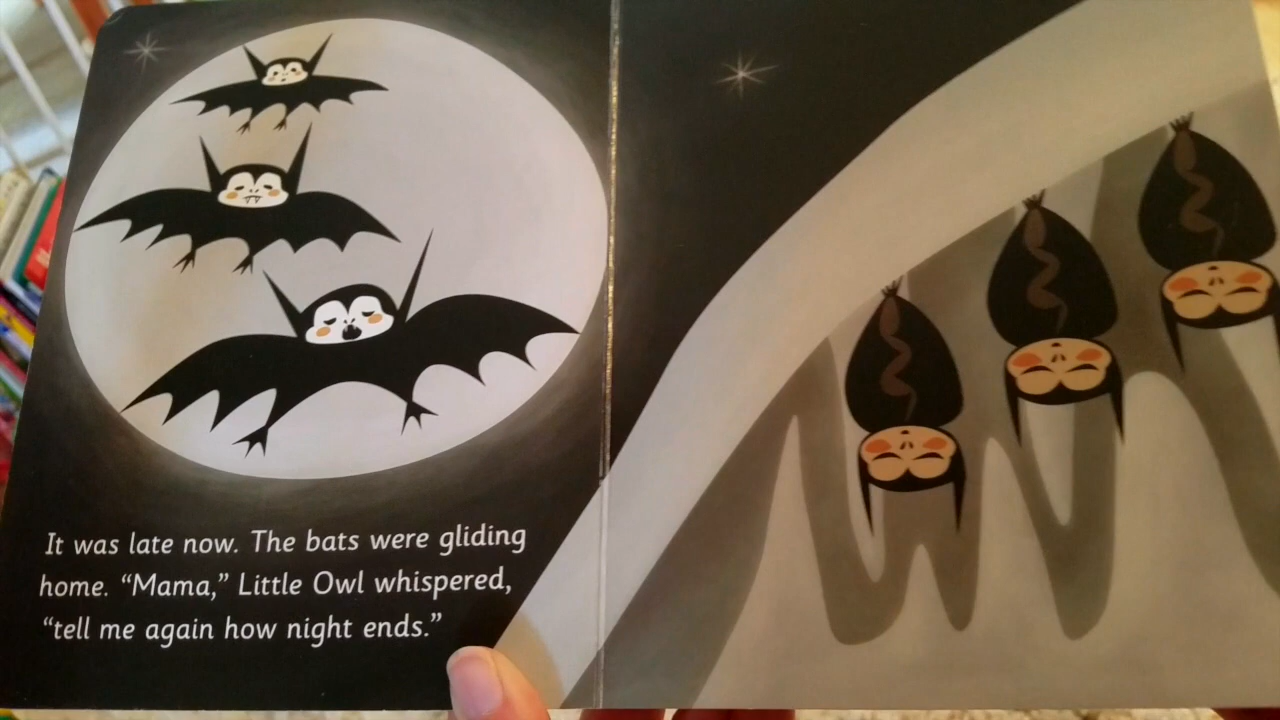 It was late now. The bats were gliding
home. “Mama,” Little Owl whispered,
“tell me again how night ends.”